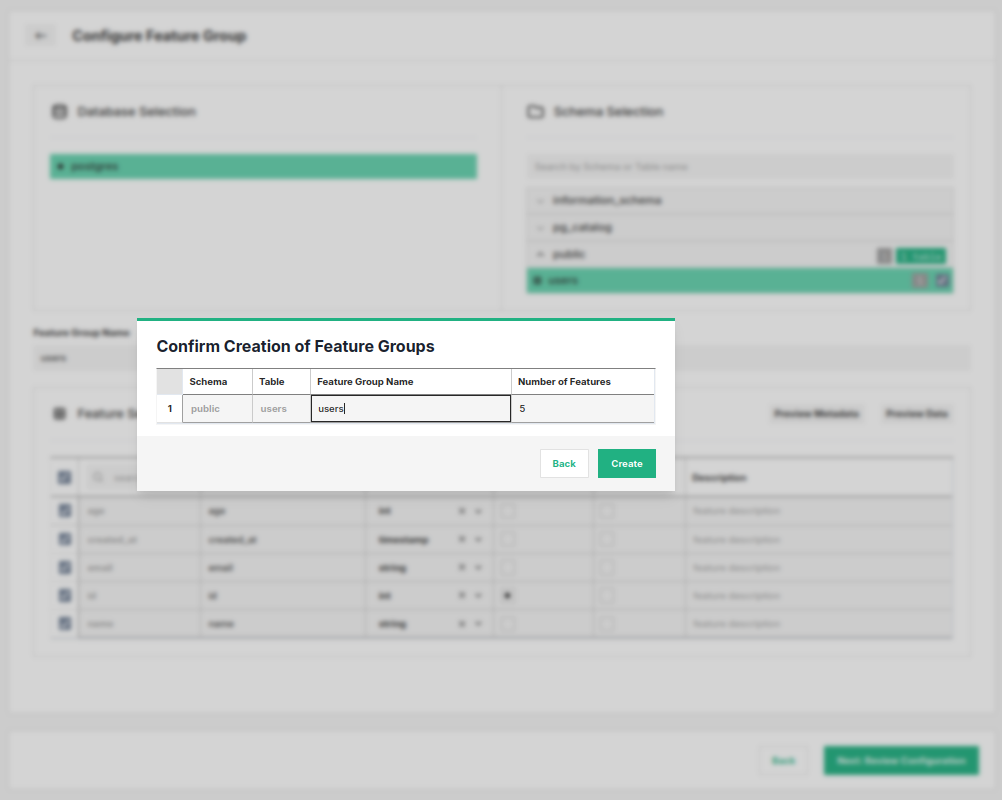 Configure Feature Group
Database Selection
Schema Selection
postgres
Search by Schema or Table name
information_schema
pg_catalog
public
users
Feature Group Name
users
Confirm Creation of Feature Groups
Schema Table Feature Group Name Number of Features
1 public users users 5
Back Create
Preview Metadata Preview Data
Description
age age int feature description
created_at created_at timestamp feature description
email email string feature description
id id int feature description
name name string feature description
Back Next: Review Configuration